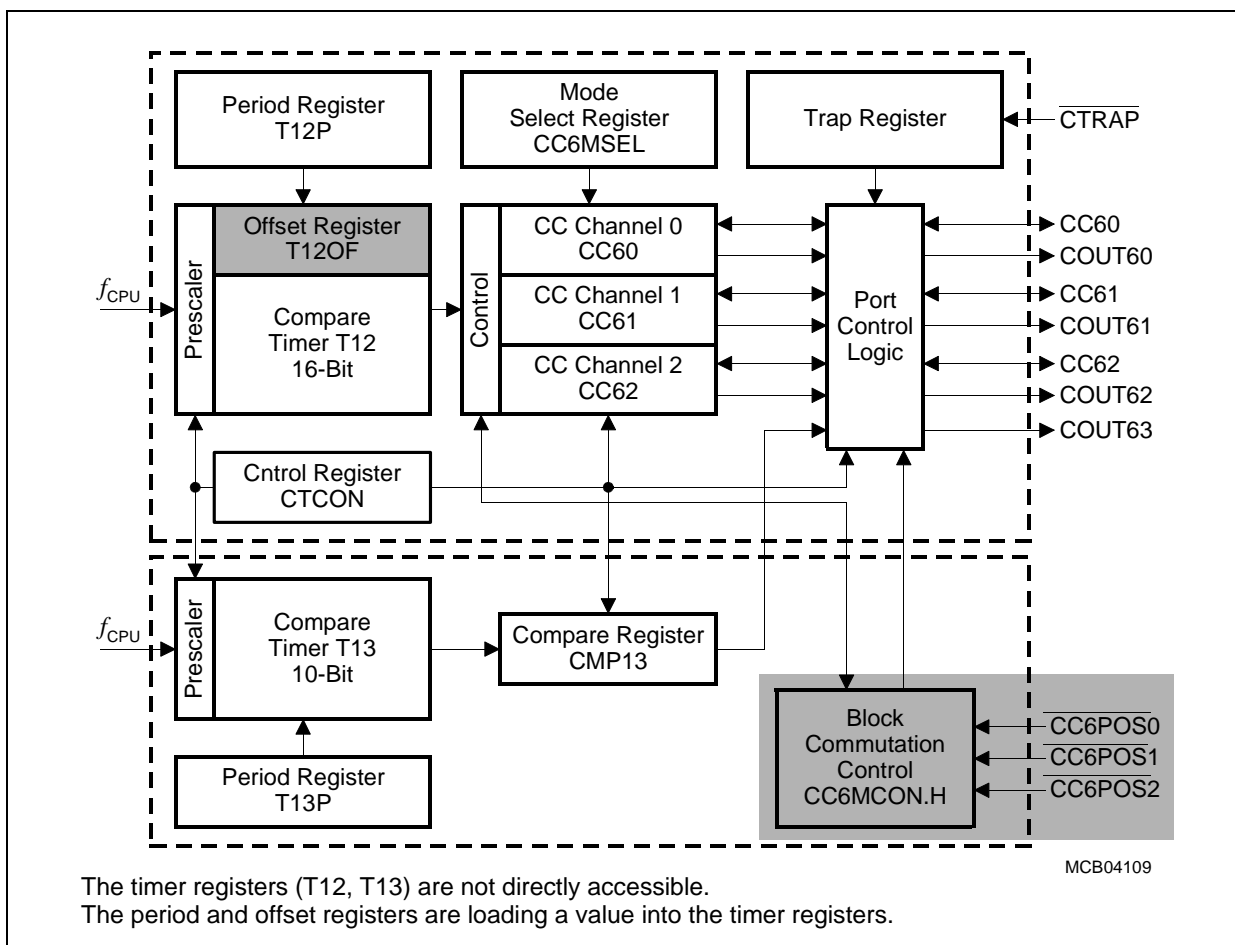 Period Register
T12P
Mode
Select Register
CC6MSEL
Trap Register
CTRAP
Prescaler
Offset Register
T12OF
Compare
Timer T12
16-Bit
fCPU
Control
CC Channel 0
CC60
CC Channel 1
CC61
CC Channel 2
CC62
Port
Control
Logic
CC60
COUT60
CC61
COUT61
CC62
COUT62
COUT63
Cntrol Register
CTCON
fCPU
Prescaler
Compare
Timer T13
10-Bit
Compare Register
CMP13
Period Register
T13P
Block
Commutation
Control
CC6MCON.H
CC6POS0
CC6POS1
CC6POS2
MCB04109
The timer registers (T12, T13) are not directly accessible.
The period and offset registers are loading a value into the timer registers.